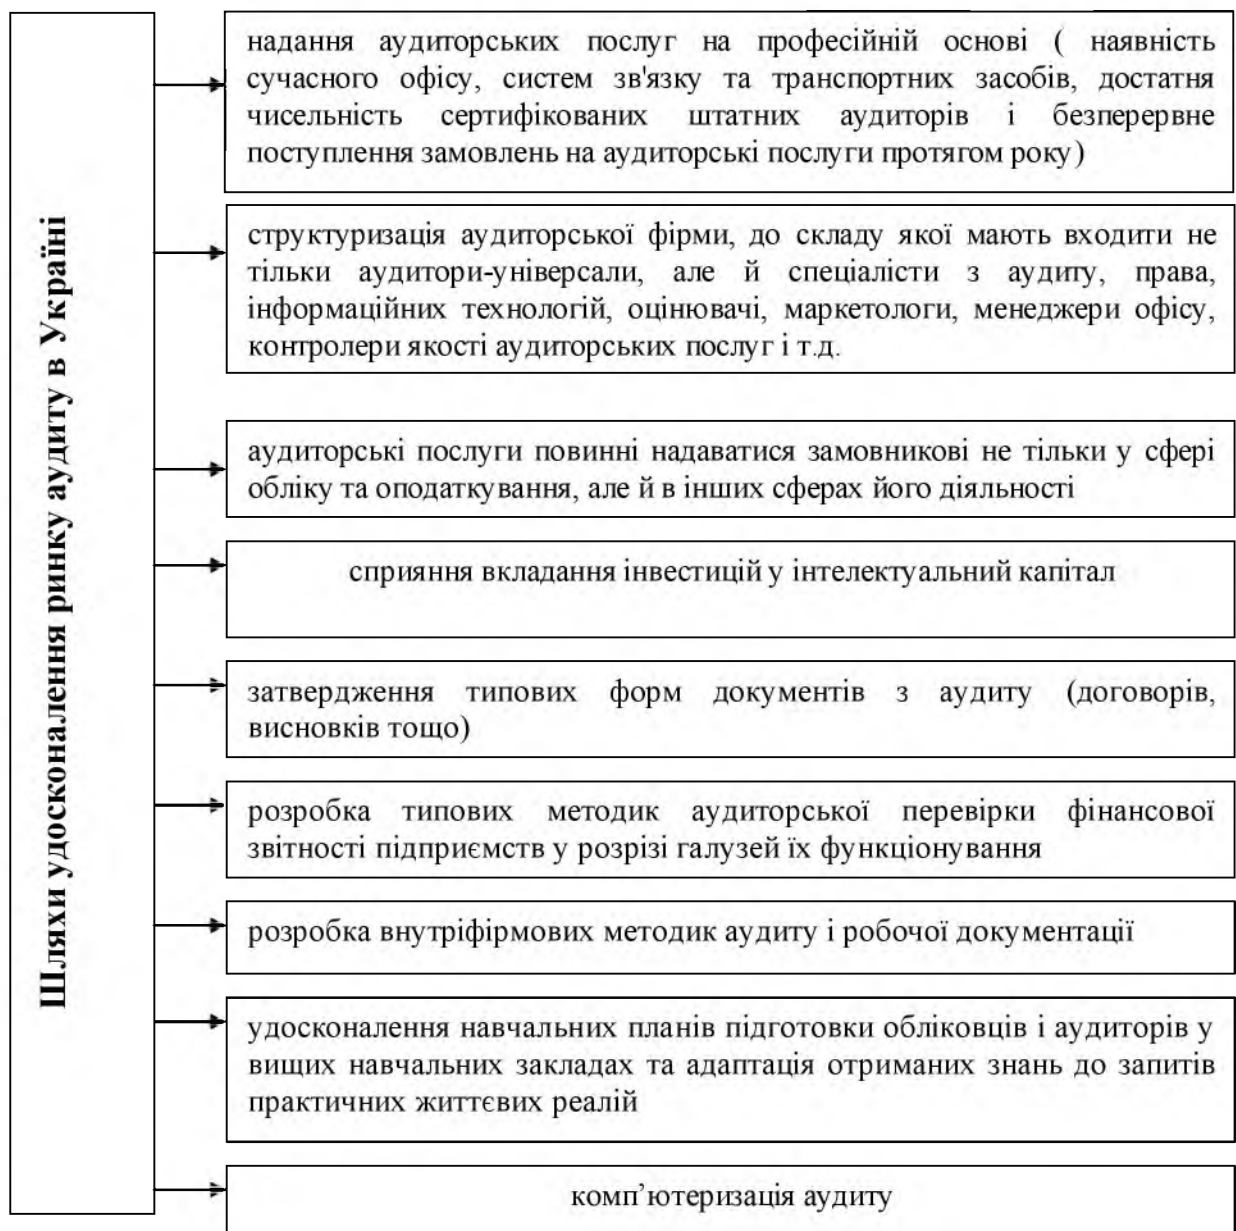 Шляхи удосконалення ринку аудиту в Україні
надання аудиторських послуг на професійній основі ( наявність
сучасного офісу, систем зв'язку та транспортних засобів, достатня
чисельність сертифікованих штатних аудиторів і безперервне
поступлення замовлень на аудиторські послуги протягом року)
структуризація аудиторської фірми, до складу якої мають входити не
тільки аудитори-універсали, але й спеціалісти з аудиту, права,
інформаційних технологій, оцінювачі, маркетологи, менеджери офісу,
контролери якості аудиторських послуг і т.д.
аудиторські послуги повинні надаватися замовникові не тільки у сфері
обліку та оподаткування, але й в інших сферах його діяльності
сприяння вкладання інвестицій у інтелектуальний капітал
затвердження типових форм документів з аудиту (договорів,
висновків тощо)
розробка типових методик аудиторської перевірки фінансової
звітності підприємств у розрізі галузей їх функціонування
розробка внутріфірмових методик аудиту і робочої документації
удосконалення навчальних планів підготовки обліковців і аудиторів у
вищих навчальних закладах та адаптація отриманих знань до запитів
практичних життєвих реалій
комп’ютеризація аудиту